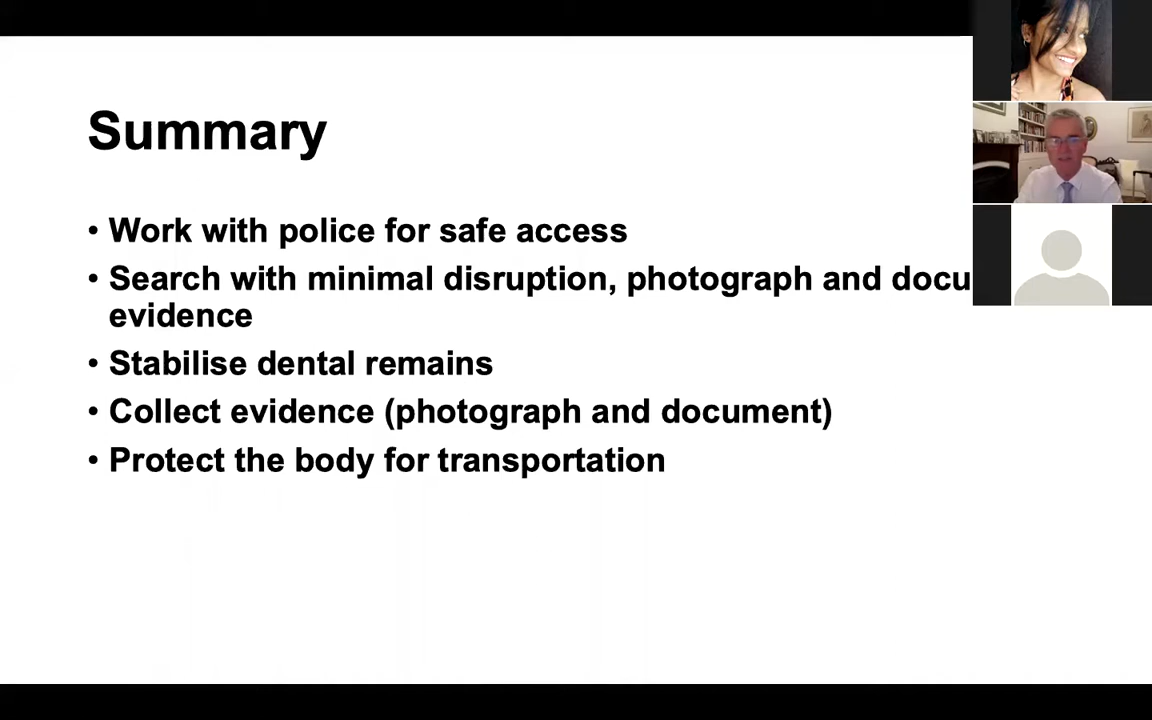 Summary
• Work with police for safe access
• Search with minimal disruption, photograph and docu
evidence
• Stabilise dental remains
• Collect evidence (photograph and document)
• Protect the body for transportation